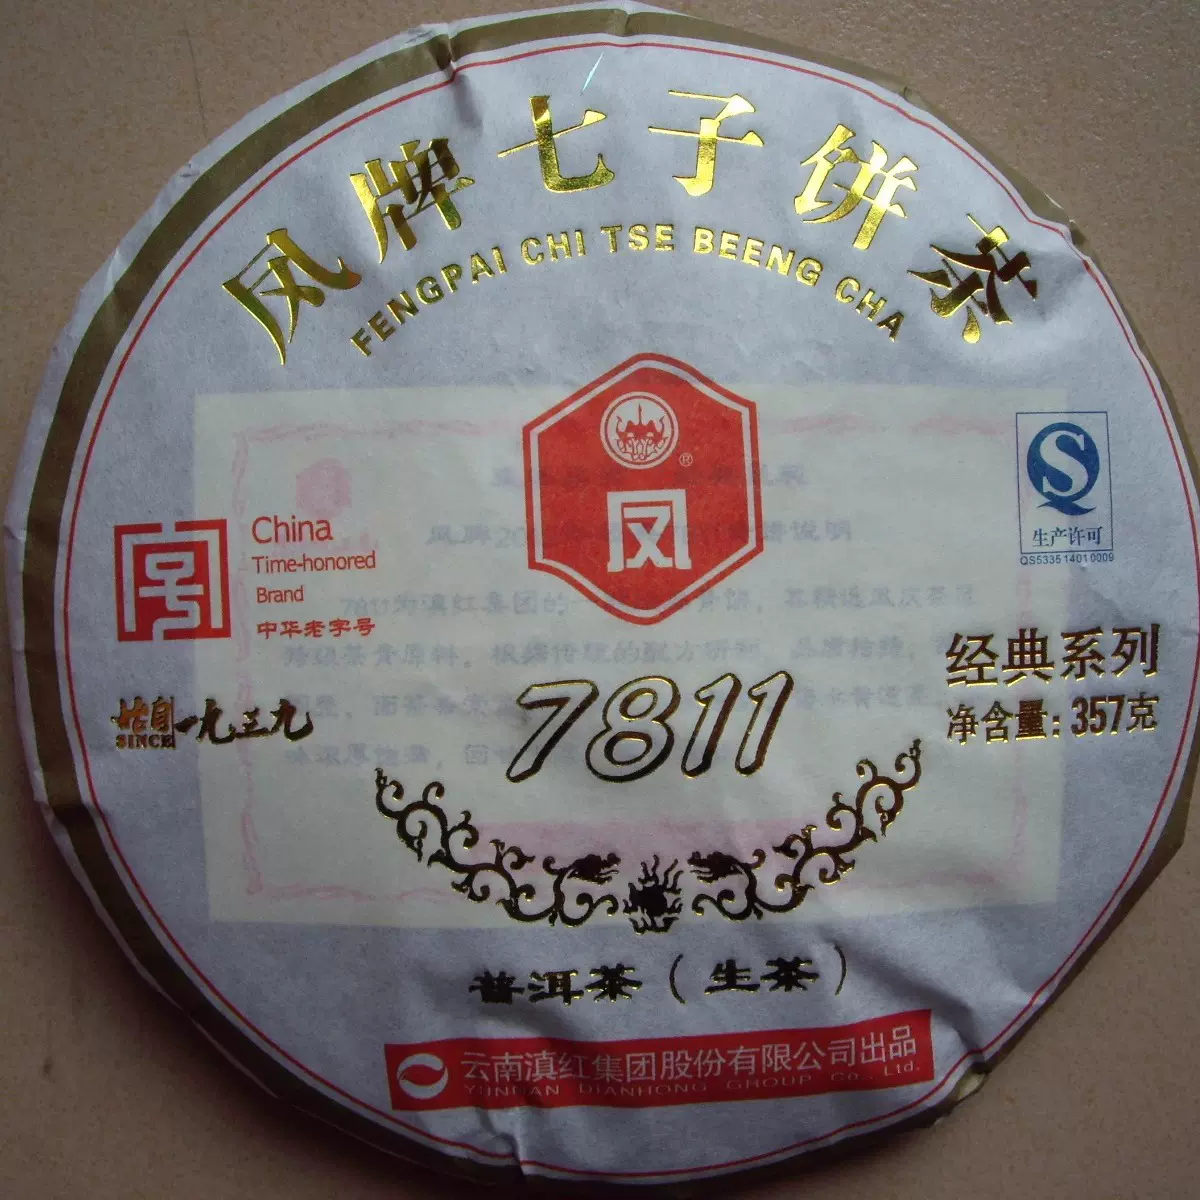 凤牌七子饼茶
FENGPAI CHI TSE BEENG CHA
®
凤
China
Time-honored
Brand
中华老字号
生产许可
QS5335 1401 0009
始自
SINCE
一九三九
7811
经典系列
净含量：357克
普洱茶（生茶）
云南滇红集团股份有限公司出品
YUNNAN DIANHONG GROUP Co., Ltd.